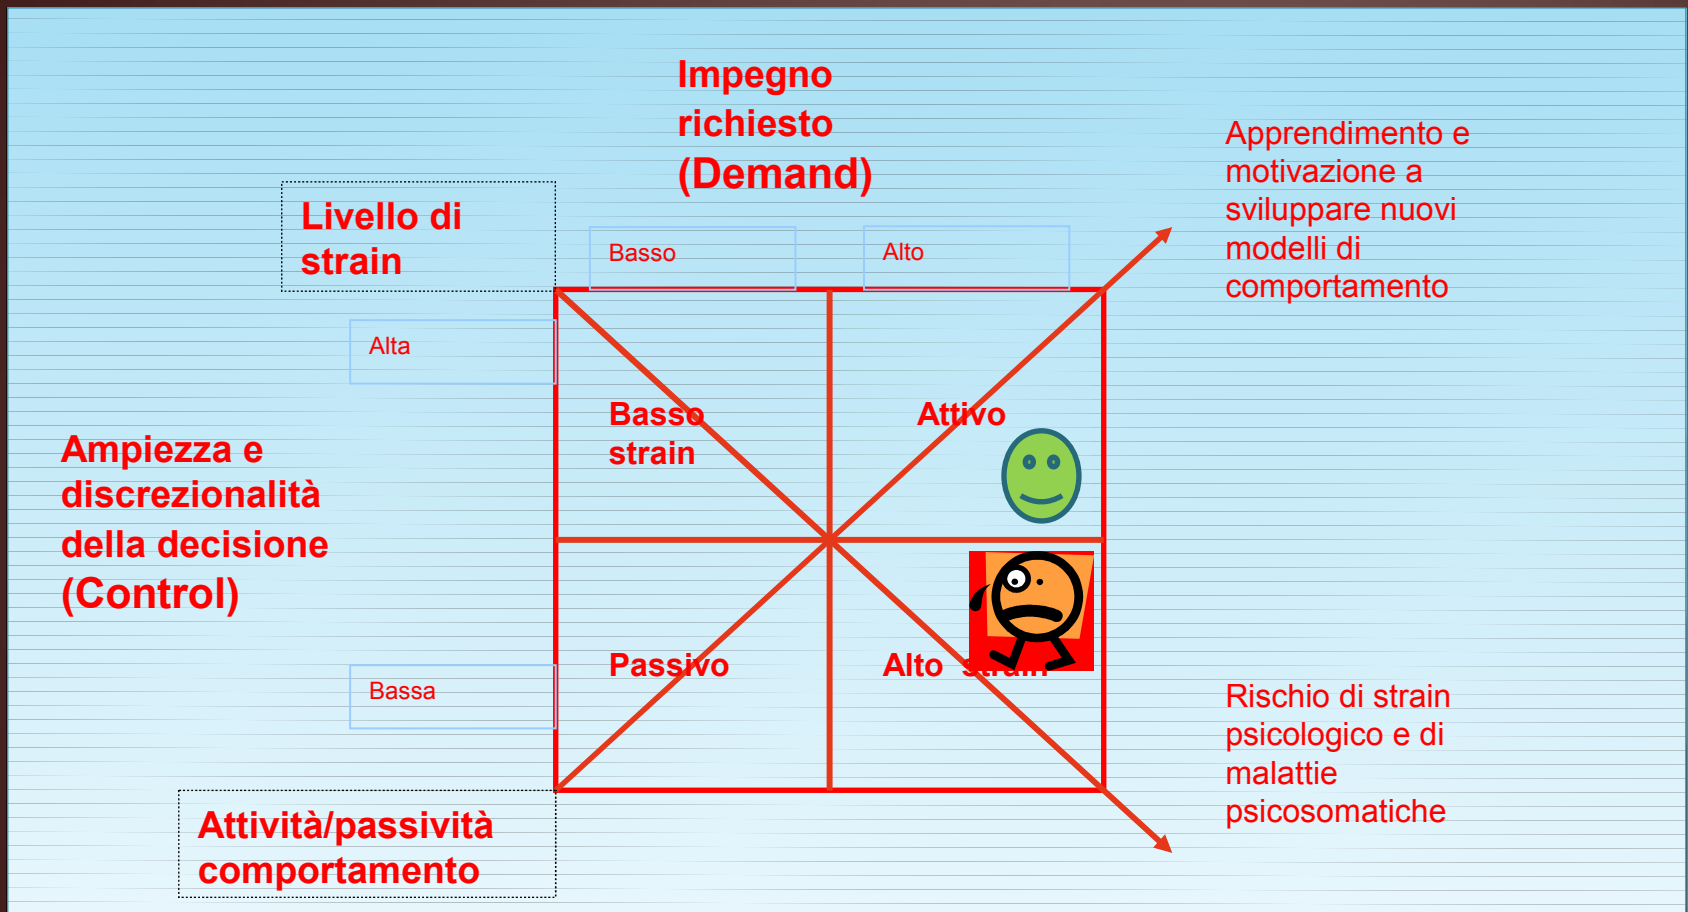 Impegno
richiesto
(Demand)
Apprendimento e
motivazione a
sviluppare nuovi
modelli di
comportamento
Livello di
strain
Basso
Alto
Alta
Basso
strain
Attivo
Ampiezza e
discrezionalità
della decisione
(Control)
Passivo
Alto strain
Bassa
Rischio di strain
psicologico e di
malattie
psicosomatiche
Attività/passività
comportamento